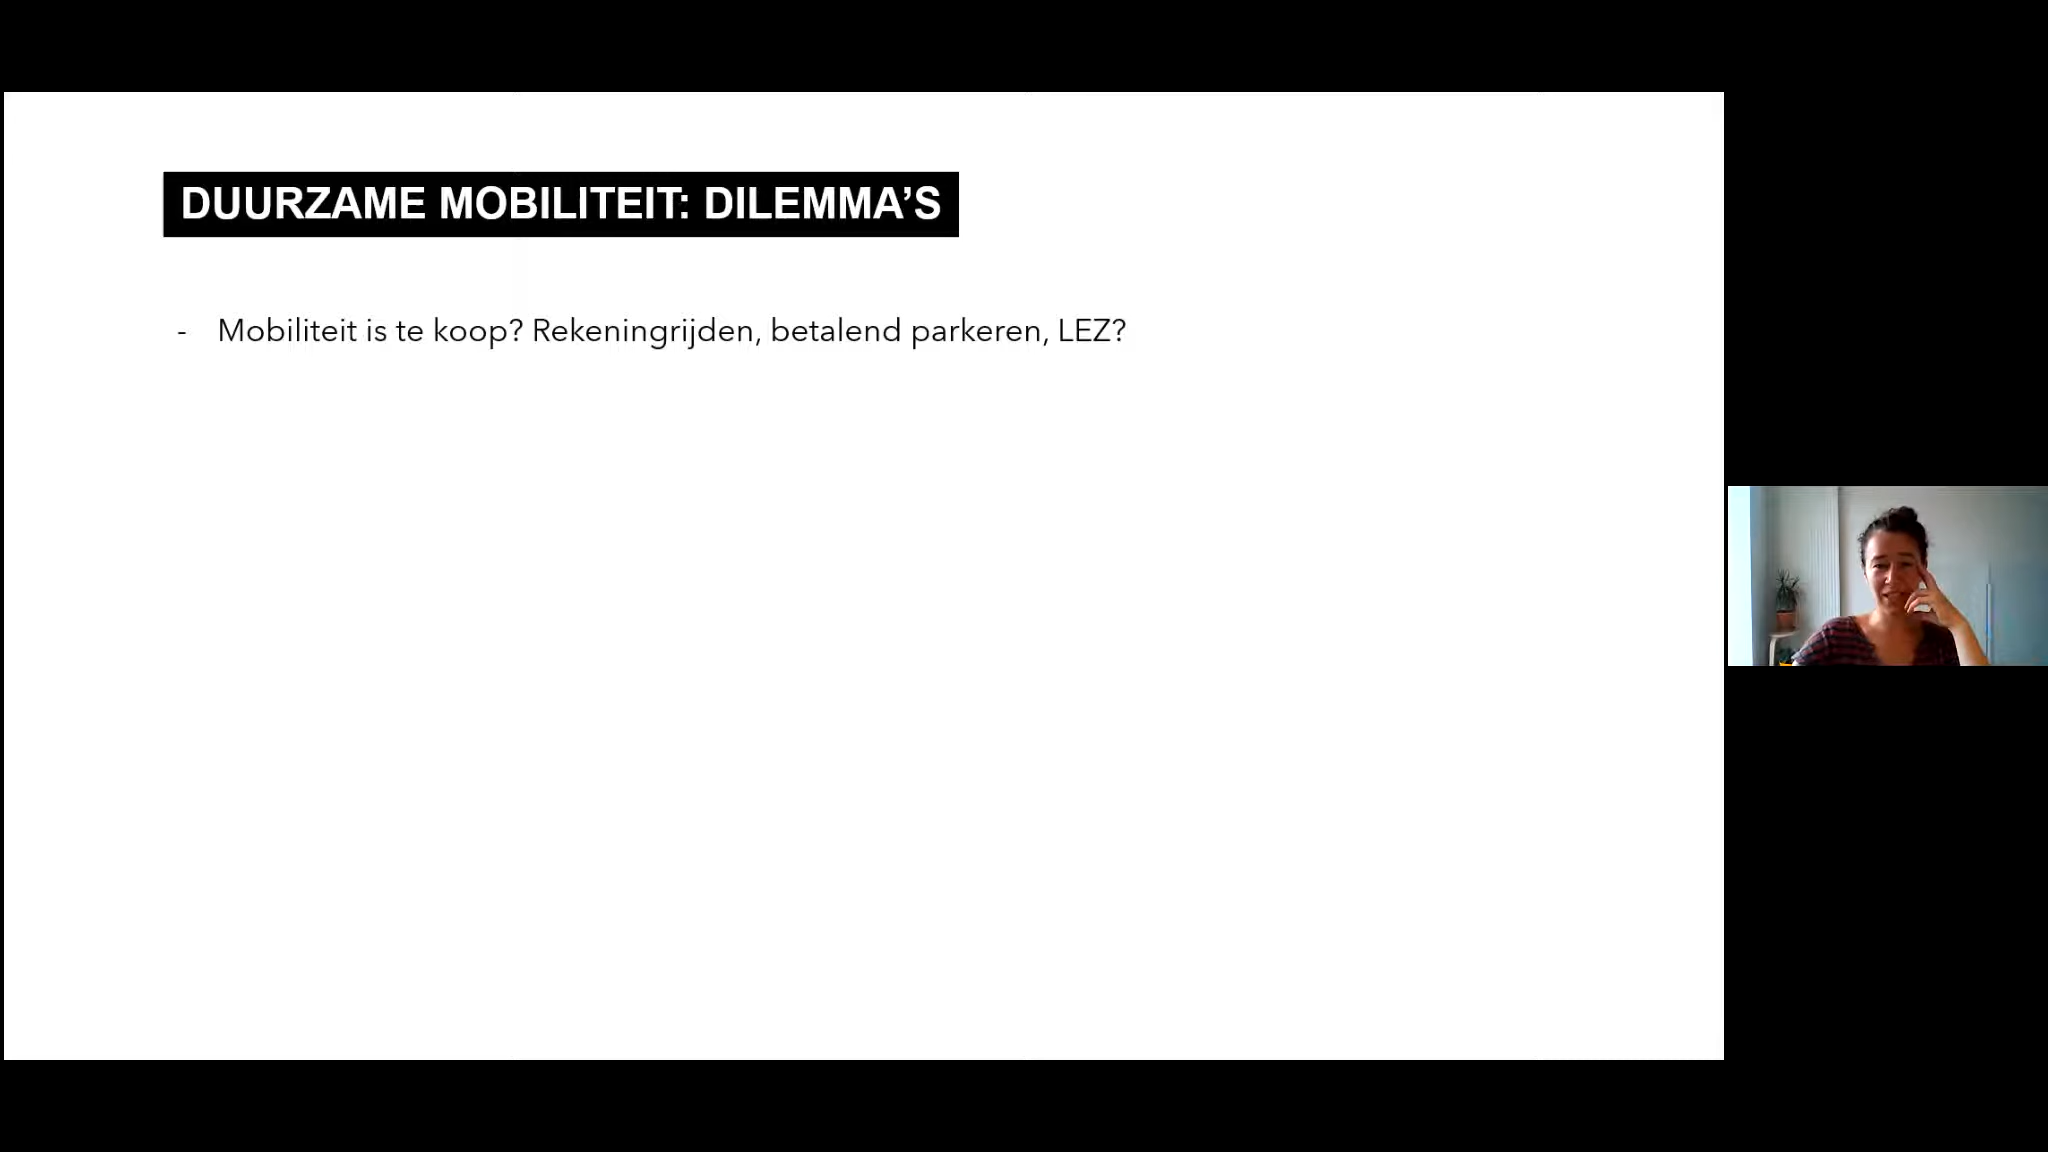 DUURZAME MOBILITEIT: DILEMMA’S
- Mobiliteit is te koop? Rekeningrijden, betalend parkeren, LEZ?